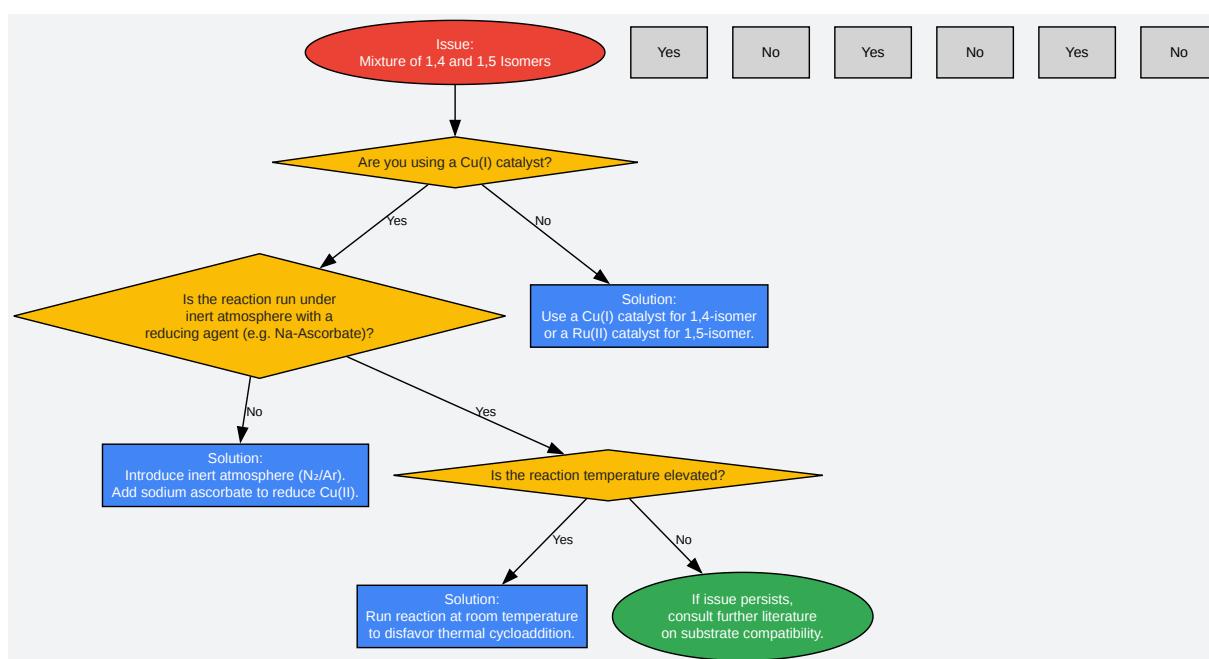 Issue:
Mixture of 1,4 and 1,5 Isomers
Yes
No
Yes
No
Yes
No
Are you using a Cu(I) catalyst?
Yes
No
Is the reaction run under
inert atmosphere with a
reducing agent (e.g. Na-Ascorbate)?
Solution:
Use a Cu(I) catalyst for 1,4-isomer
or a Ru(II) catalyst for 1,5-isomer.
No
Yes
Solution:
Introduce inert atmosphere (N₂/Ar).
Add sodium ascorbate to reduce Cu(II).
Is the reaction temperature elevated?
Yes
No
Solution:
Run reaction at room temperature
to disfavor thermal cycloaddition.
If issue persists,
consult further literature
on substrate compatibility.